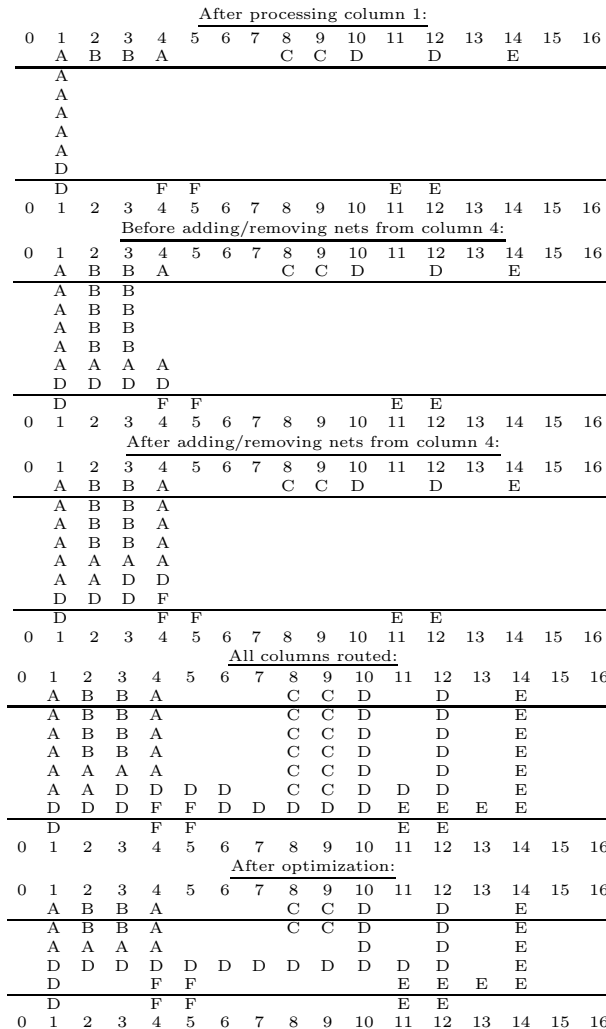 After processing column 1:
0 1 2 3 4 5 6 7 8 9 10 11 12 13 14 15 16
A B B A C C D D E
A
A
A
A
A
D
D F F E E
0 1 2 3 4 5 6 7 8 9 10 11 12 13 14 15 16
Before adding/removing nets from column 4:
0 1 2 3 4 5 6 7 8 9 10 11 12 13 14 15 16
A B B A C C D D E
A B B
A B B
A B B
A B B
A A A A
D D D D
D F F E E
0 1 2 3 4 5 6 7 8 9 10 11 12 13 14 15 16
After adding/removing nets from column 4:
0 1 2 3 4 5 6 7 8 9 10 11 12 13 14 15 16
A B B A C C D D E
A B B A
A B B A
A B B A
A A A A
A A D D
D D D F
D F F E E
0 1 2 3 4 5 6 7 8 9 10 11 12 13 14 15 16
All columns routed:
0 1 2 3 4 5 6 7 8 9 10 11 12 13 14 15 16
A B B A C C D D E
A B B A C C D D E
A B B A C C D D E
A B B A C C D D E
A A A A C C D D E
A A D D D D C C D D D E
D D D F F D D D D D E E E E
D F F E E
0 1 2 3 4 5 6 7 8 9 10 11 12 13 14 15 16
After optimization:
0 1 2 3 4 5 6 7 8 9 10 11 12 13 14 15 16
A B B A C C D D E
A B B A C C D D E
A A A A D D E
D D D D D D D D D D D D E
D F F E E E E
D F F E E
0 1 2 3 4 5 6 7 8 9 10 11 12 13 14 15 16